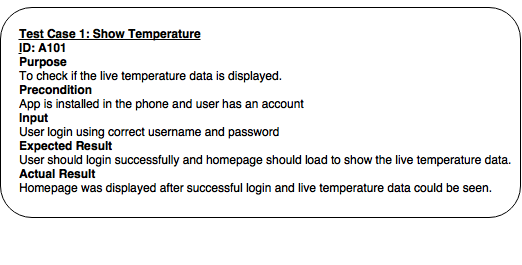 Test Case 1: Show Temperature
ID: A101
Purpose
To check if the live temperature data is displayed.
Precondition
App is installed in the phone and user has an account
Input
User login using correct username and password
Expected Result
User should login successfully and homepage should load to show the live temperature data.
Actual Result
Homepage was displayed after successful login and live temperature data could be seen.